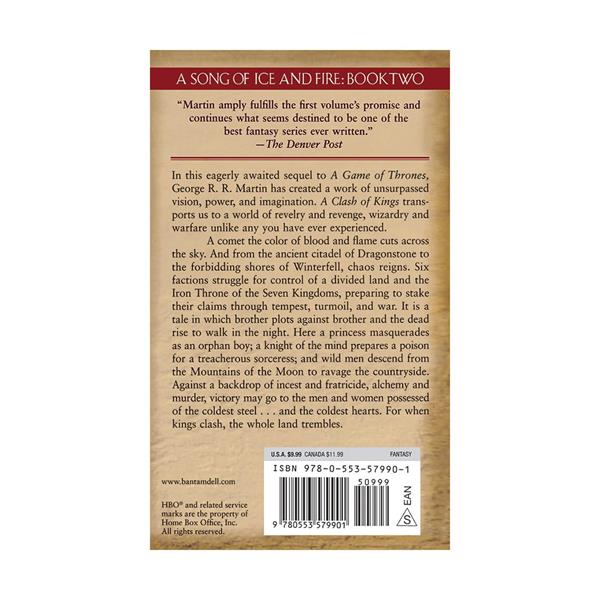 A SONG OF ICE AND FIRE: BOOK TWO
“Martin amply fulfills the first volume’s promise and
continues what seems destined to be one of the
best fantasy series ever written.”
—The Denver Post
In this eagerly awaited sequel to A Game of Thrones,
George R. R. Martin has created a work of unsurpassed
vision, power, and imagination. A Clash of Kings trans-
ports us to a world of revelry and revenge, wizardry and
warfare unlike any you have ever experienced.
A comet the color of blood and flame cuts across
the sky. And from the ancient citadel of Dragonstone to
the forbidding shores of Winterfell, chaos reigns. Six
factions struggle for control of a divided land and the
Iron Throne of the Seven Kingdoms, preparing to stake
their claims through tempest, turmoil, and war. It is a
tale in which brother plots against brother and the dead
rise to walk in the night. Here a princess masquerades
as an orphan boy; a knight of the mind prepares a poison
for a treacherous sorceress; and wild men descend from
the Mountains of the Moon to ravage the countryside.
Against a backdrop of incest and fratricide, alchemy and
murder, victory may go to the men and women possessed
of the coldest steel . . . and the coldest hearts. For when
kings clash, the whole land trembles.
U.S.A. $9.99 CANADA $11.99 FANTASY
ISBN 978-0-553-57990-1
50999
9 780553 579901
S EAN
www.bantamdell.com
HBO® and related service
marks are the property of
Home Box Office, Inc.
All rights reserved.